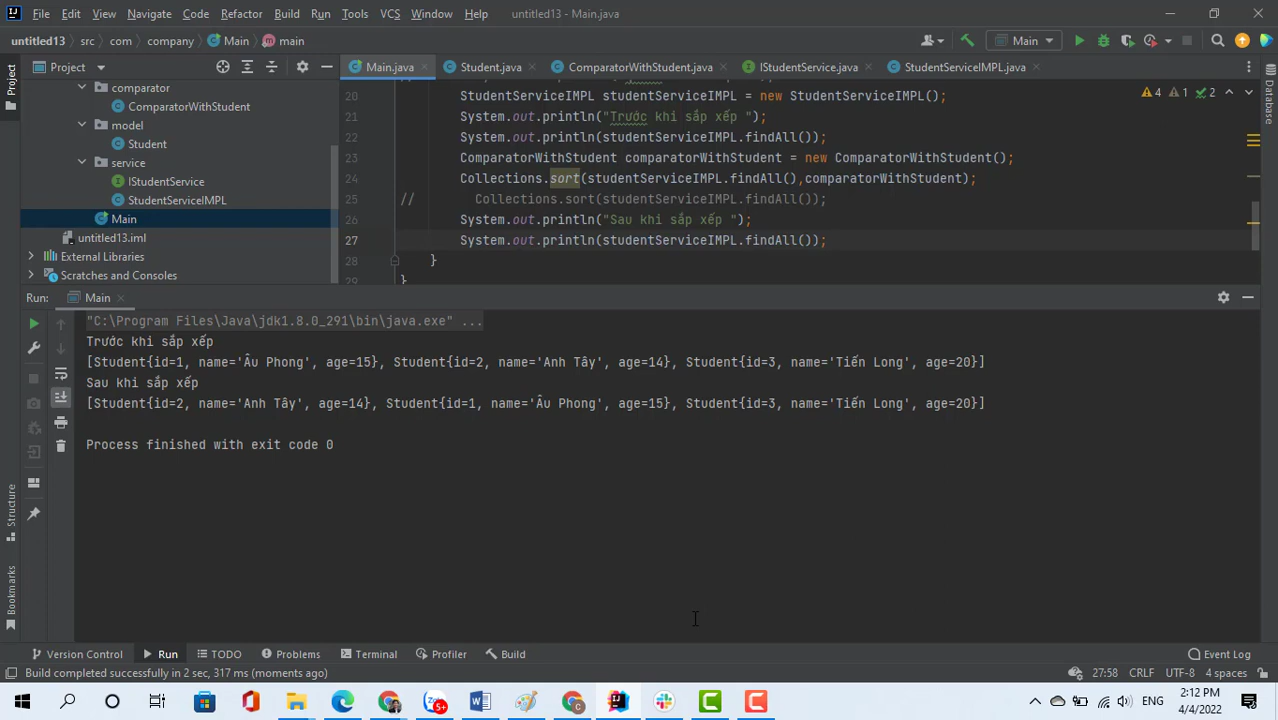 File Edit View Navigate Code Refactor Build Run Tools VCS Window Help untitled13 - Main.java
untitled13 src com company Main main
Main
Project
Main.java Student.java ComparatorWithStudent.java IStudentService.java StudentServiceIMPL.java
Project
Database
comparator
ComparatorWithStudent
model
Student
service
IStudentService
StudentServiceIMPL
Main
untitled13.iml
External Libraries
Scratches and Consoles
4 1 2
20 StudentServiceIMPL studentServiceIMPL = new StudentServiceIMPL();
21 System.out.println("Trước khi sắp xếp ");
22 System.out.println(studentServiceIMPL.findAll());
23 ComparatorWithStudent comparatorWithStudent = new ComparatorWithStudent();
24 Collections.sort(studentServiceIMPL.findAll(),comparatorWithStudent);
25 // Collections.sort(studentServiceIMPL.findAll());
26 System.out.println("Sau khi sắp xếp ");
27 System.out.println(studentServiceIMPL.findAll());
28 }
29 }
Run: Main
"C:\Program Files\Java\jdk1.8.0_291\bin\java.exe" ...
Trước khi sắp xếp
[Student{id=1, name='Âu Phong', age=15}, Student{id=2, name='Anh Tây', age=14}, Student{id=3, name='Tiến Long', age=20}]
Sau khi sắp xếp
[Student{id=2, name='Anh Tây', age=14}, Student{id=1, name='Âu Phong', age=15}, Student{id=3, name='Tiến Long', age=20}]
Process finished with exit code 0
Structure
Bookmarks
Version Control Run TODO Problems Terminal Profiler Build Event Log
Build completed successfully in 2 sec, 317 ms (moments ago) 27:58 CRLF UTF-8 4 spaces
5+
ENG
2:12 PM
4/4/2022